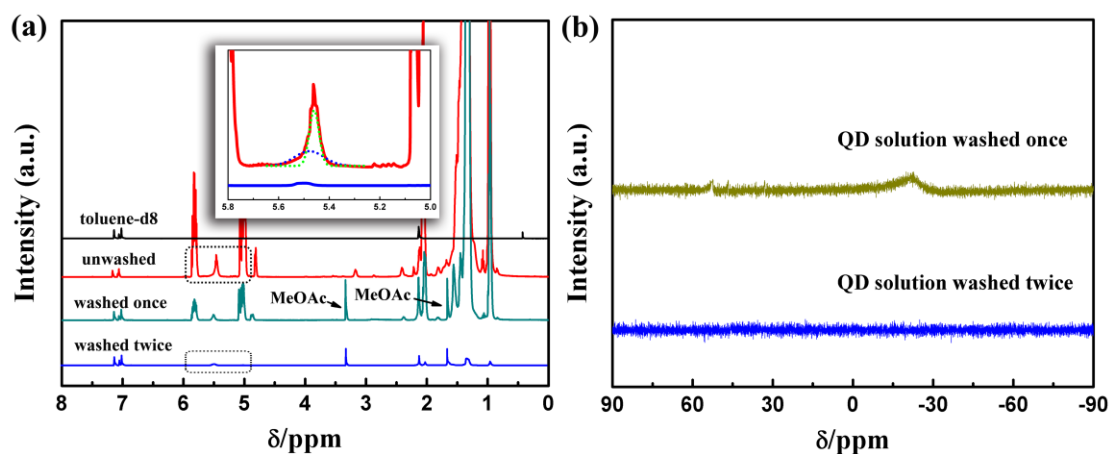 (a)
Intensity (a.u.)
5.8 5.6 5.4 5.2 5.0
toluene-d8
unwashed
washed once
MeOAc
MeOAc
washed twice
8 7 6 5 4 3 2 1 0
δ/ppm
(b)
Intensity (a.u.)
QD solution washed once
QD solution washed twice
90 60 30 0 -30 -60 -90
δ/ppm